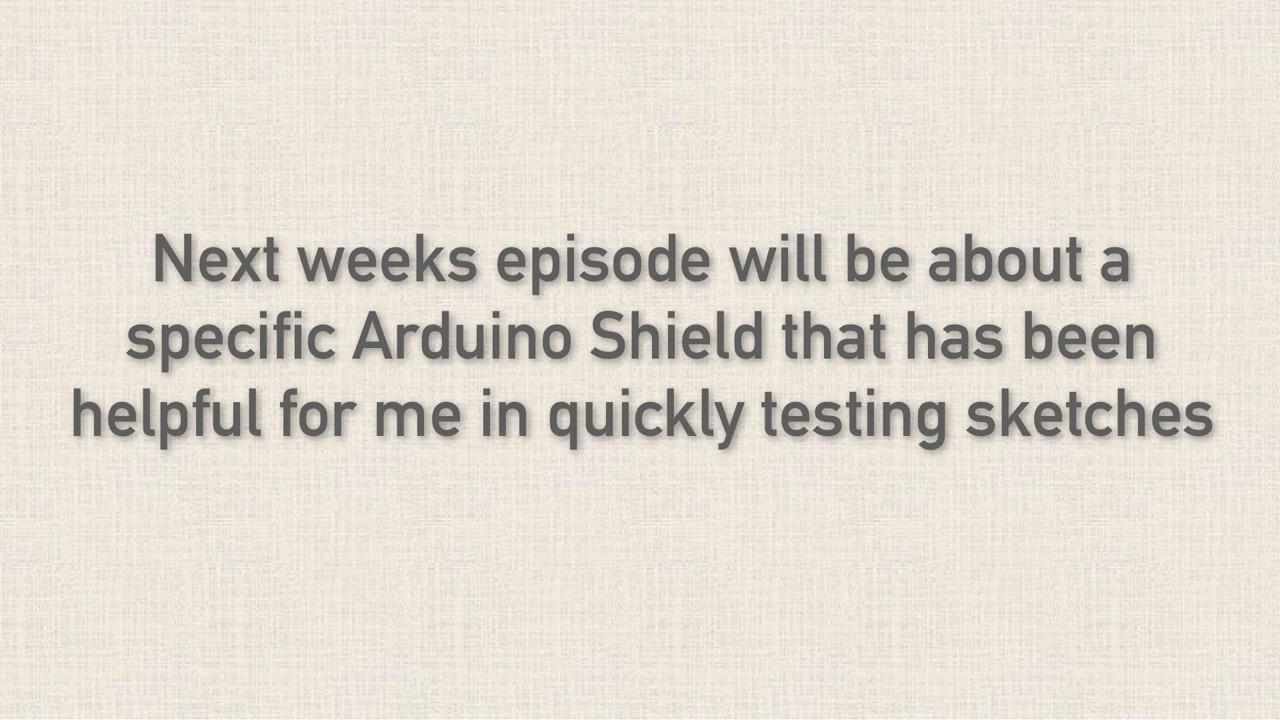 Next weeks episode will be about a
specific Arduino Shield that has been
helpful for me in quickly testing sketches